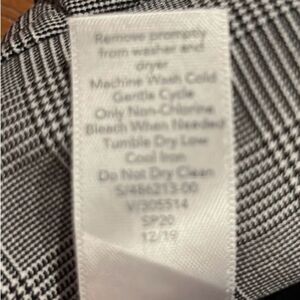 Remove promptly
from washer and
dryer
Machine Wash Cold
Gentle Cycle
Only Non-Chlorine
Bleach When Needed
Tumble Dry Low
Cool Iron
Do Not Dry Clean
S/486213-00
V/305514
SP20
12/19